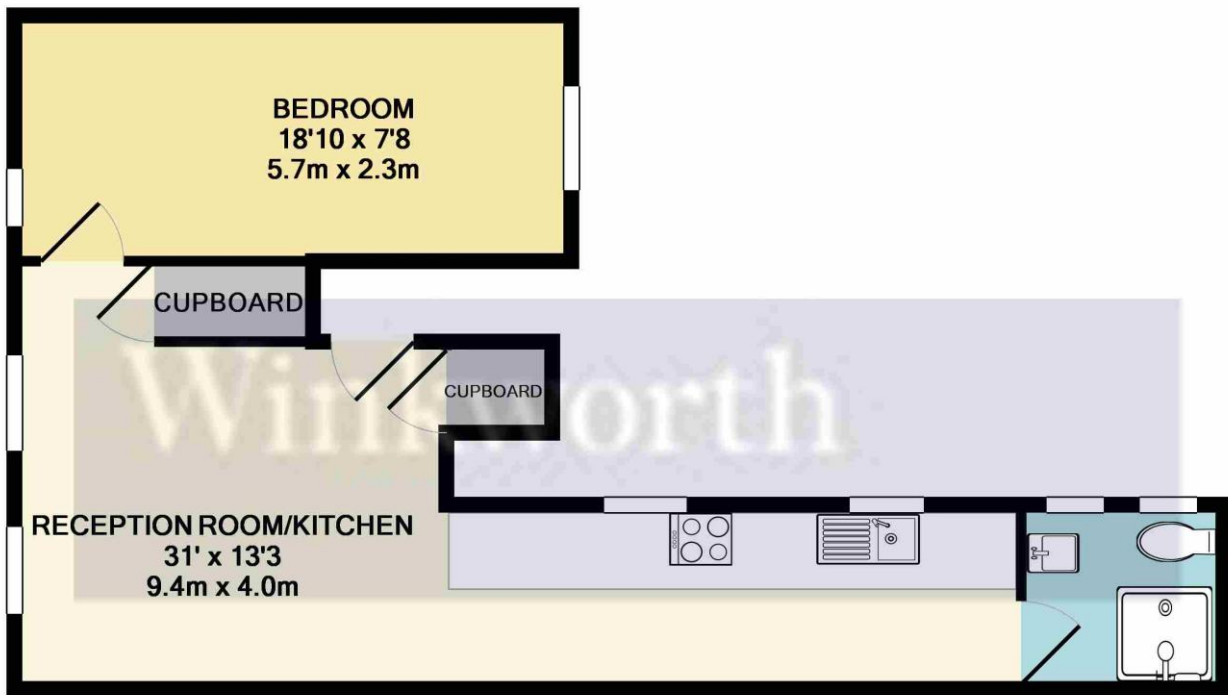 BEDROOM
18'10 x 7'8
5.7m x 2.3m
CUPBOARD
CUPBOARD
Winkworth
RECEPTION ROOM/KITCHEN
31' x 13'3
9.4m x 4.0m